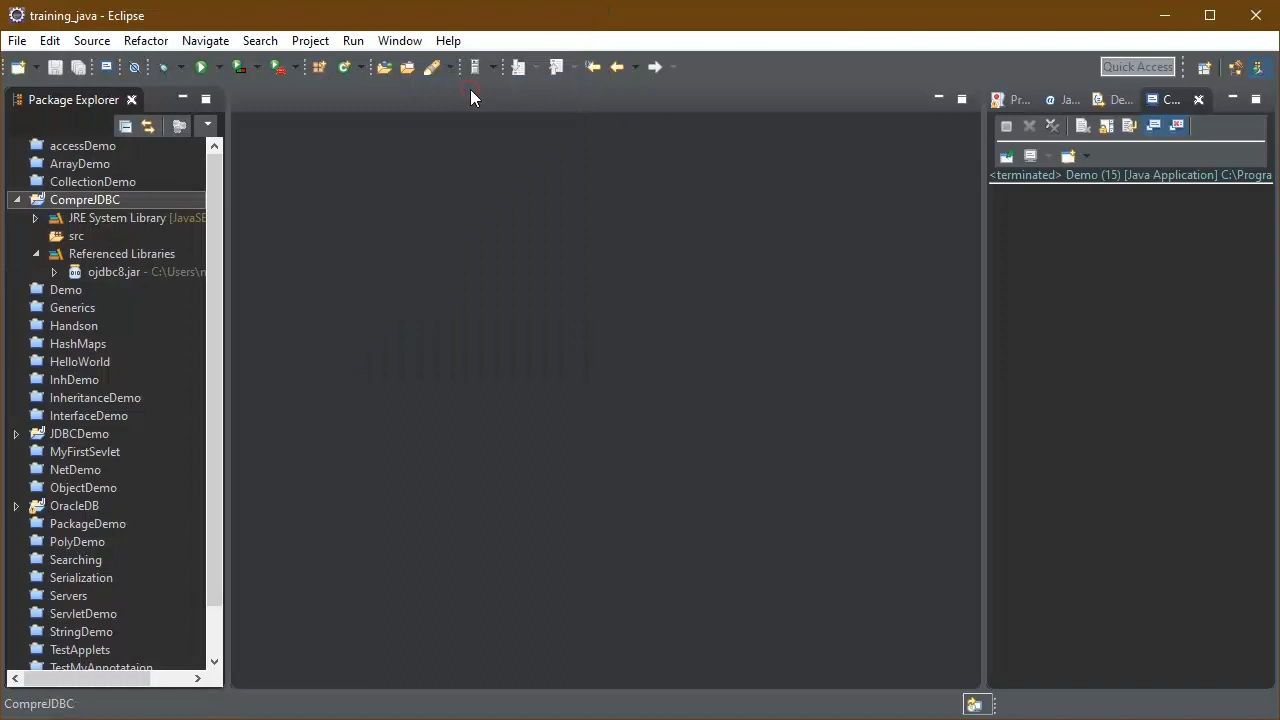 training_java - Eclipse
File Edit Source Refactor Navigate Search Project Run Window Help
Quick Access
Package Explorer
Pr...
Ja...
De...
C...
<terminated> Demo (15) [Java Application] C:\Progra
accessDemo
ArrayDemo
CollectionDemo
CompreJDBC
JRE System Library [JavaSE
src
Referenced Libraries
ojdbc8.jar - C:\Users\n
Demo
Generics
Handson
HashMaps
HelloWorld
InhDemo
InheritanceDemo
InterfaceDemo
JDBCDemo
MyFirstSevlet
NetDemo
ObjectDemo
OracleDB
PackageDemo
PolyDemo
Searching
Serialization
Servers
ServletDemo
StringDemo
TestApplets
TestMyAnnotataion
CompreJDBC